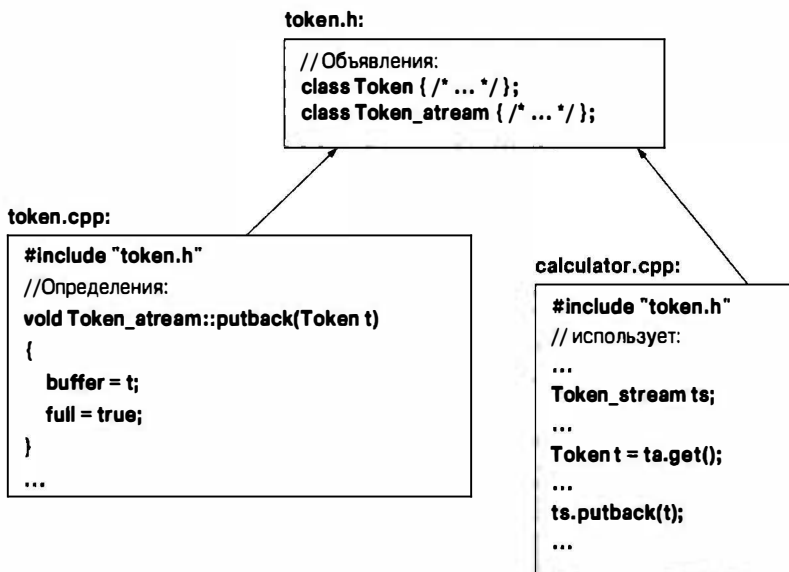 token.h:
//Объявления:
class Token { /* ... */ };
class Token_atream { /* ... */ };
token.cpp:
#include "token.h"
//Определения:
void Token_atream::putback(Token t)
{
buffer = t;
full = true;
}
...
calculator.cpp:
#include "token.h"
// использует:
...
Token_stream ts;
...
Token t = ta.get();
...
ts.putback(t);
...